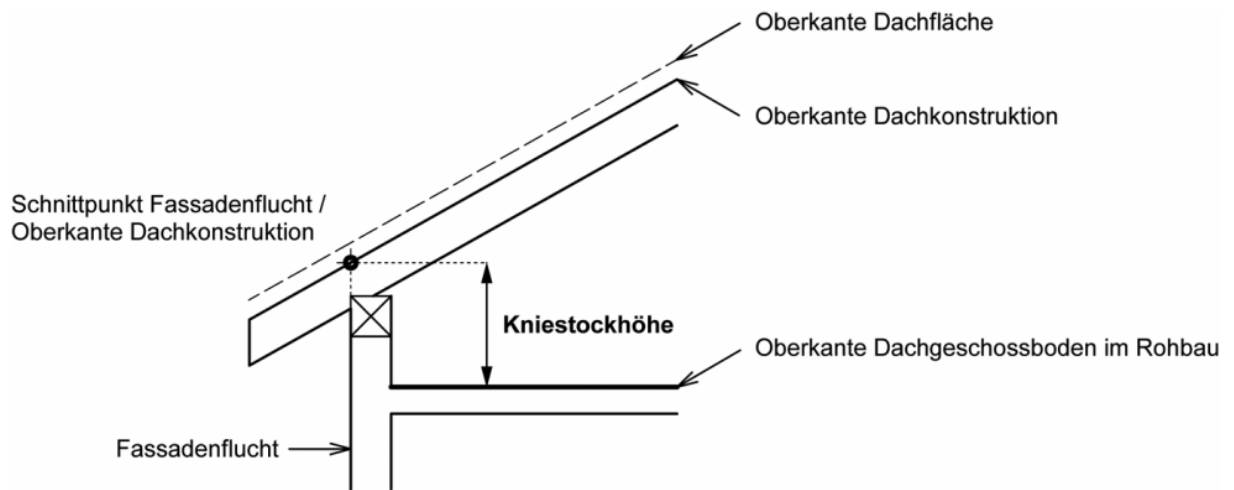 Oberkante Dachfläche
Oberkante Dachkonstruktion
Schnittpunkt Fassadenflucht /
Oberkante Dachkonstruktion
Kniestockhöhe
Oberkante Dachgeschossboden im Rohbau
Fassadenflucht